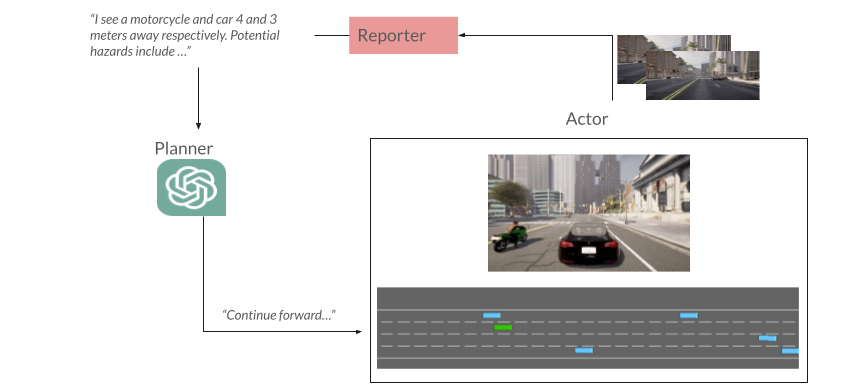 “I see a motorcycle and car 4 and 3
meters away respectively. Potential
hazards include ...”
Reporter
Actor
Planner
“Continue forward...”